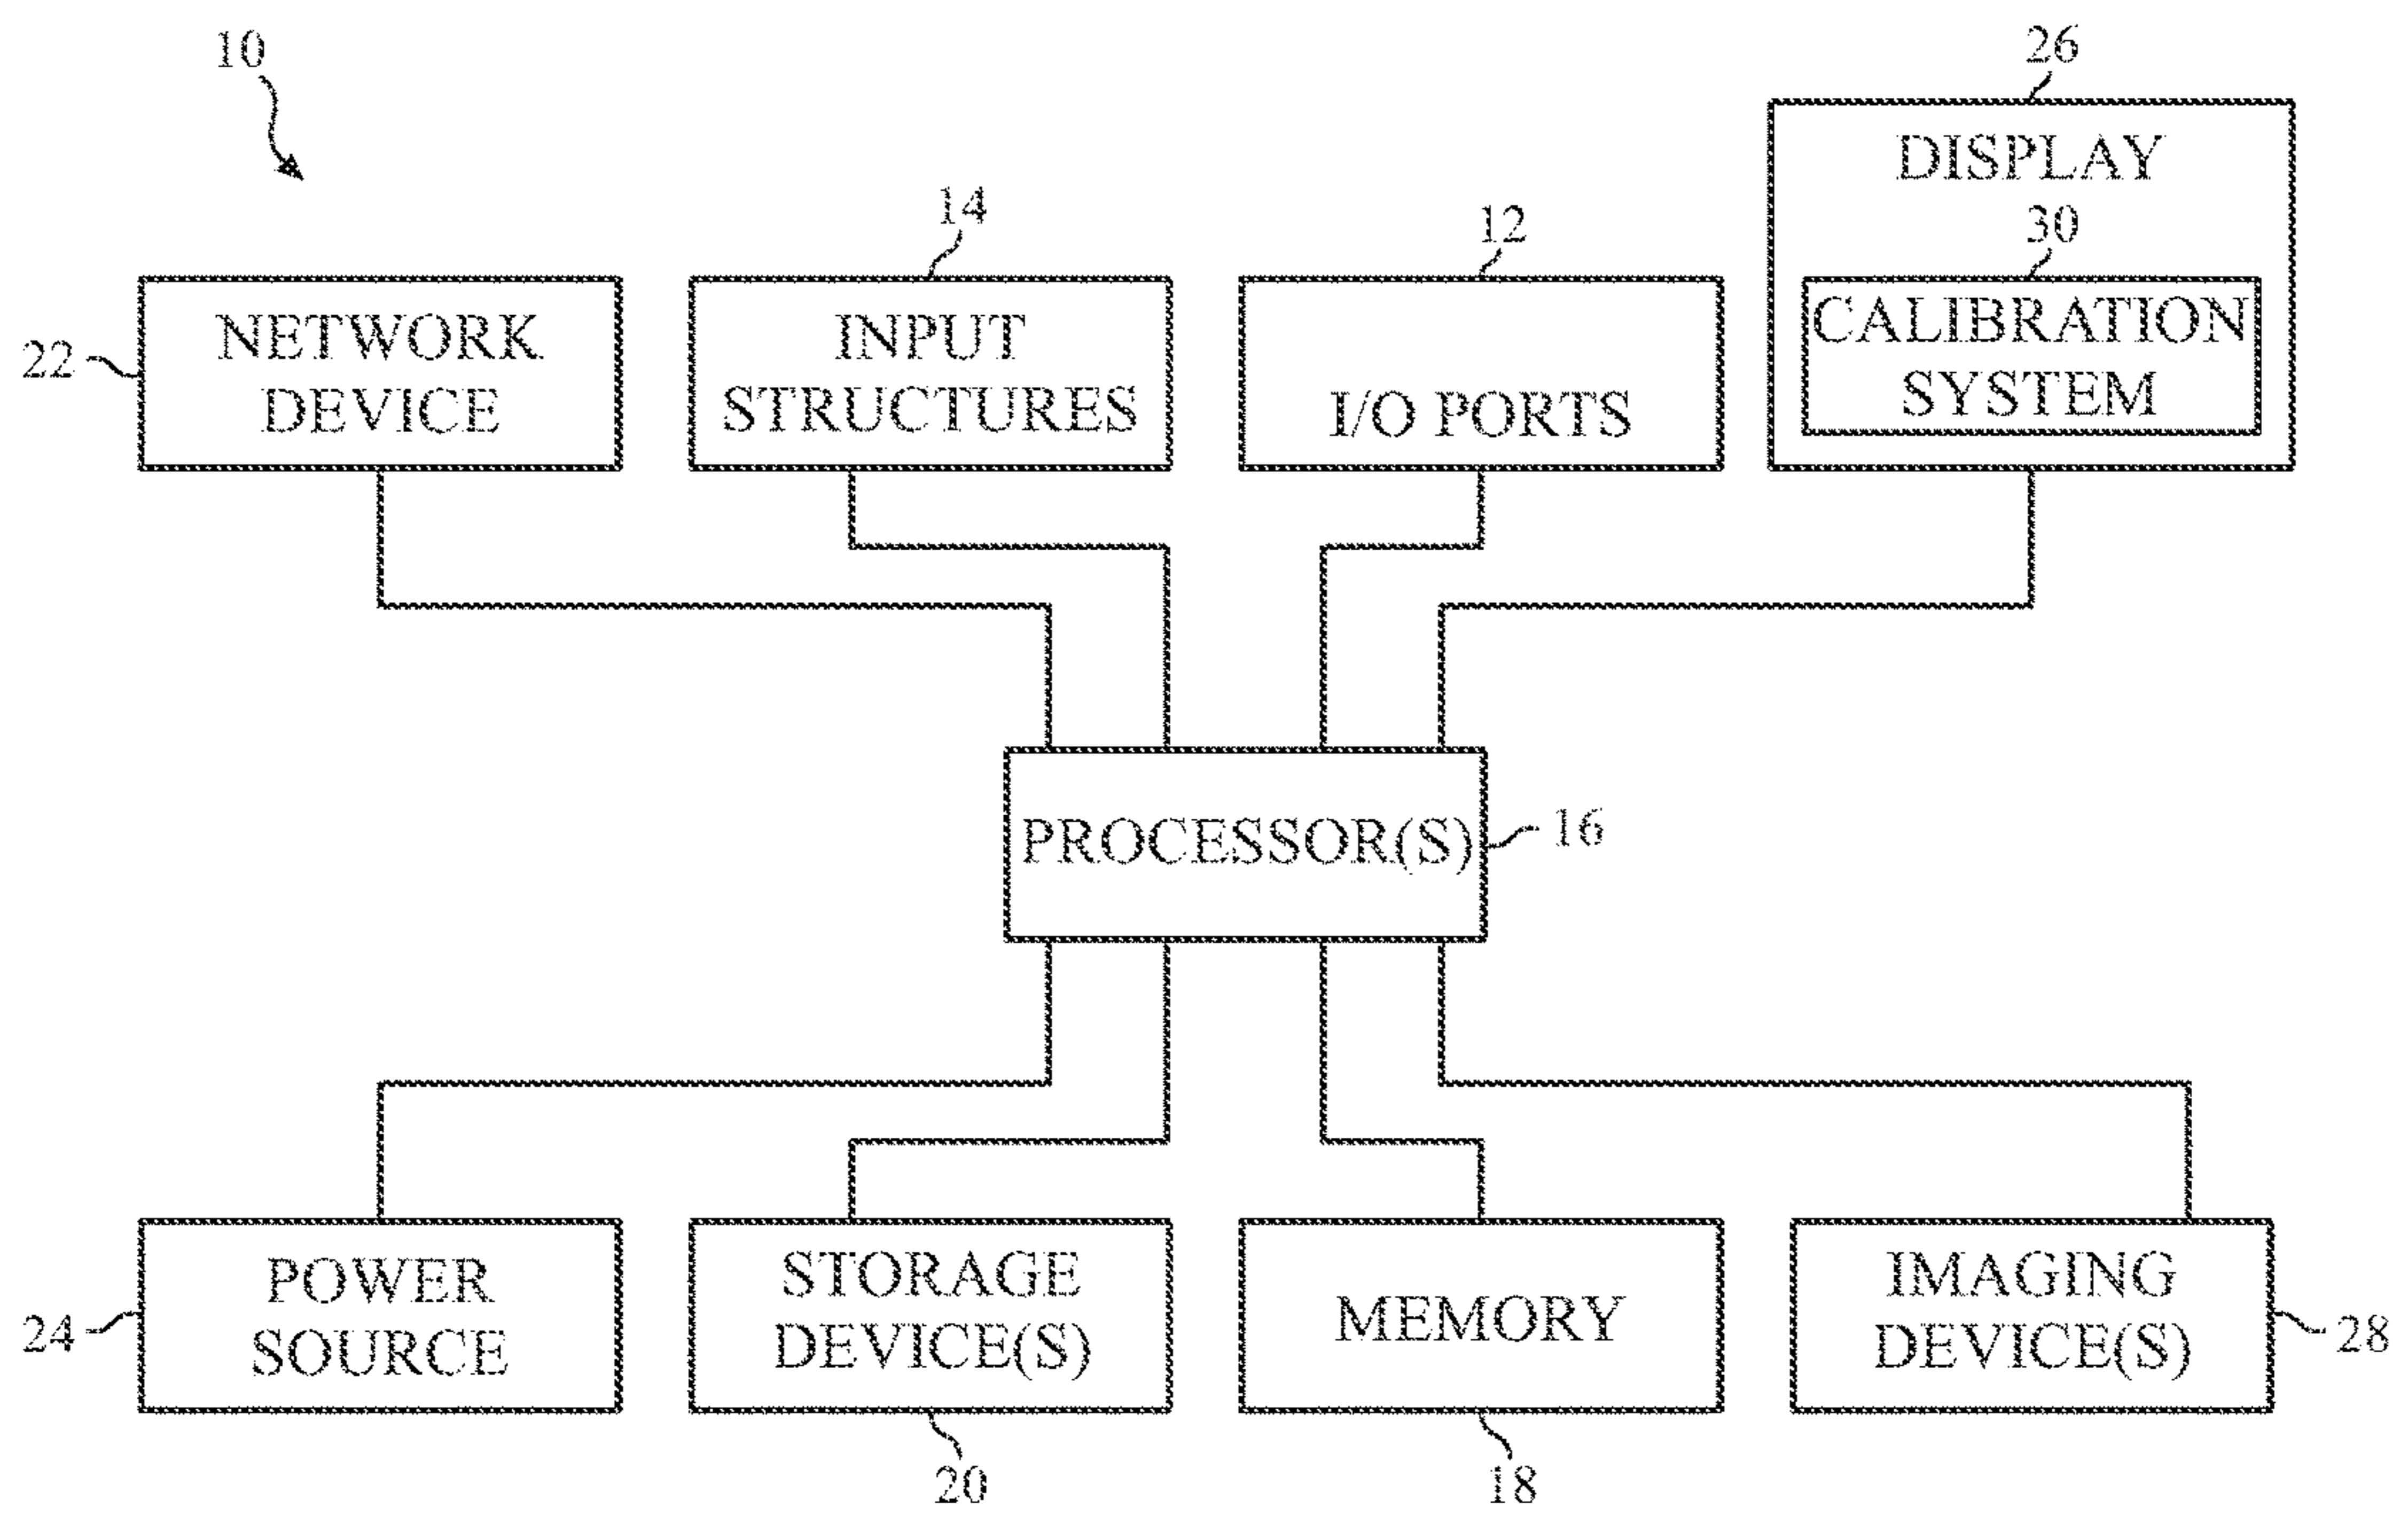 10
26
DISPLAY
14
12
30
22
NETWORK
DEVICE
INPUT
STRUCTURES
I/O PORTS
CALIBRATION
SYSTEM
PROCESSOR(S)
16
24
POWER
SOURCE
STORAGE
DEVICE(S)
MEMORY
IMAGING
DEVICE(S)
28
20
18